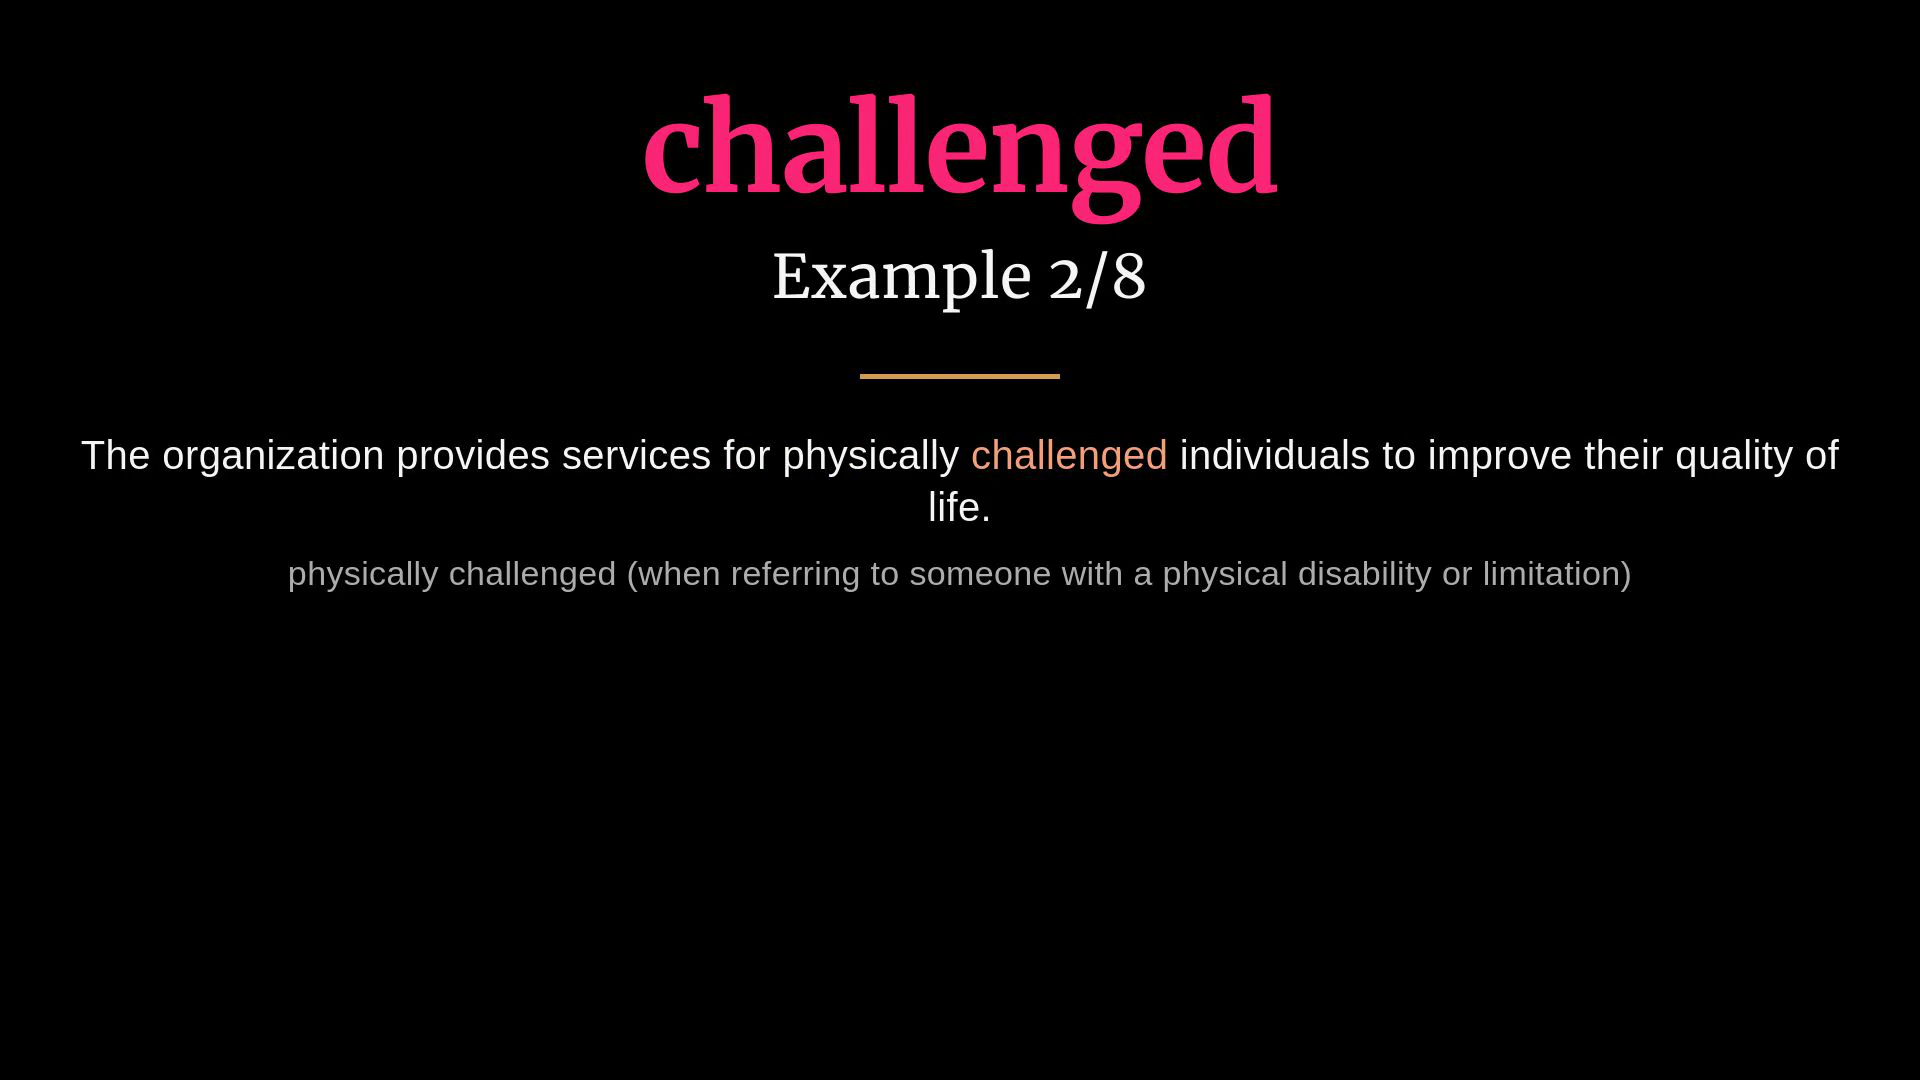 challenged
Example 2/8
The organization provides services for physically challenged individuals to improve their quality of
life.
physically challenged (when referring to someone with a physical disability or limitation)